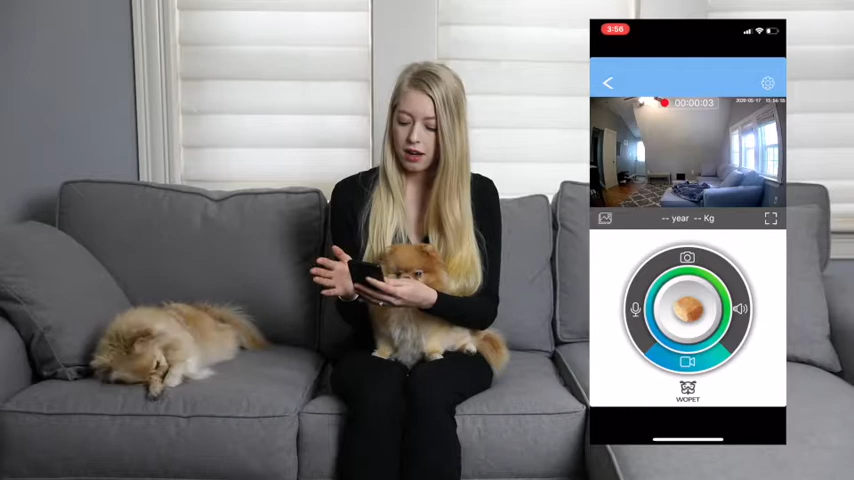 3:56
00:00:03
-- year -- Kg
WOPET